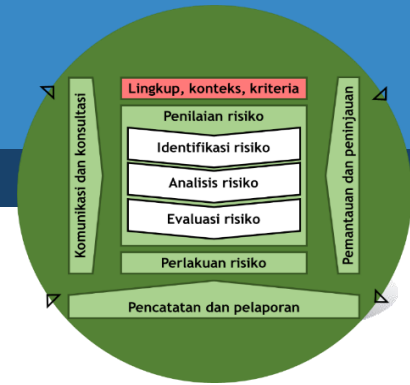 Lingkup, konteks, kriteria
Komunikasi dan konsultasi
Penilaian risiko
Identifikasi risiko
Analisis risiko
Evaluasi risiko
Pemantauan dan peninjauan
Perlakuan risiko
Pencatatan dan pelaporan